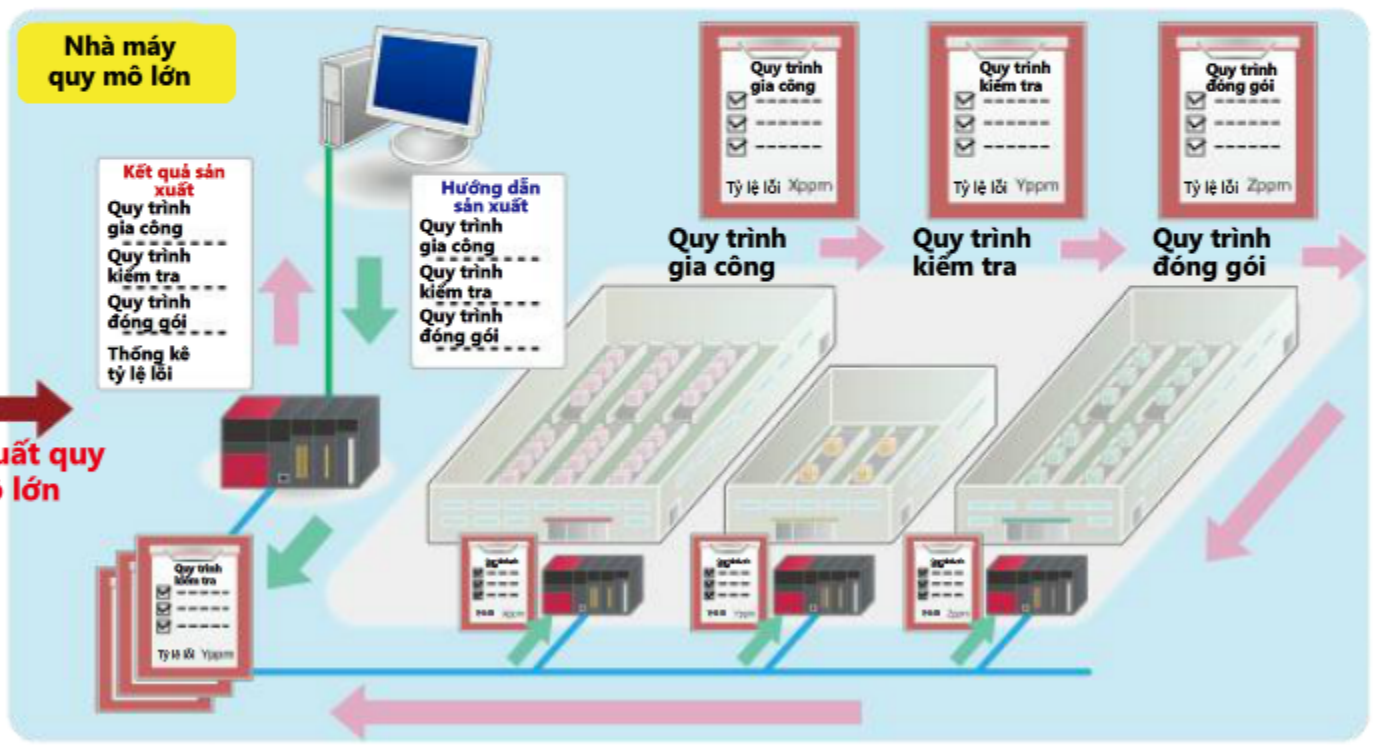 Nhà máy
quy mô lớn
Kết quả sản
xuất
Quy trình
gia công
Quy trình
kiểm tra
Quy trình
đóng gói
Thống kê
tỷ lệ lỗi
Hướng dẫn
sản xuất
Quy trình
gia công
Quy trình
kiểm tra
Quy trình
đóng gói
Quy trình
gia công
Tỷ lệ lỗi Xppm
Quy trình
kiểm tra
Tỷ lệ lỗi Yppm
Quy trình
đóng gói
Tỷ lệ lỗi Zppm
Quy trình
gia công
Quy trình
kiểm tra
Quy trình
đóng gói
quy
lớn
Quy trình
kiểm tra
Tỷ lệ lỗi Yppm
Xppm
Yppm
Zppm